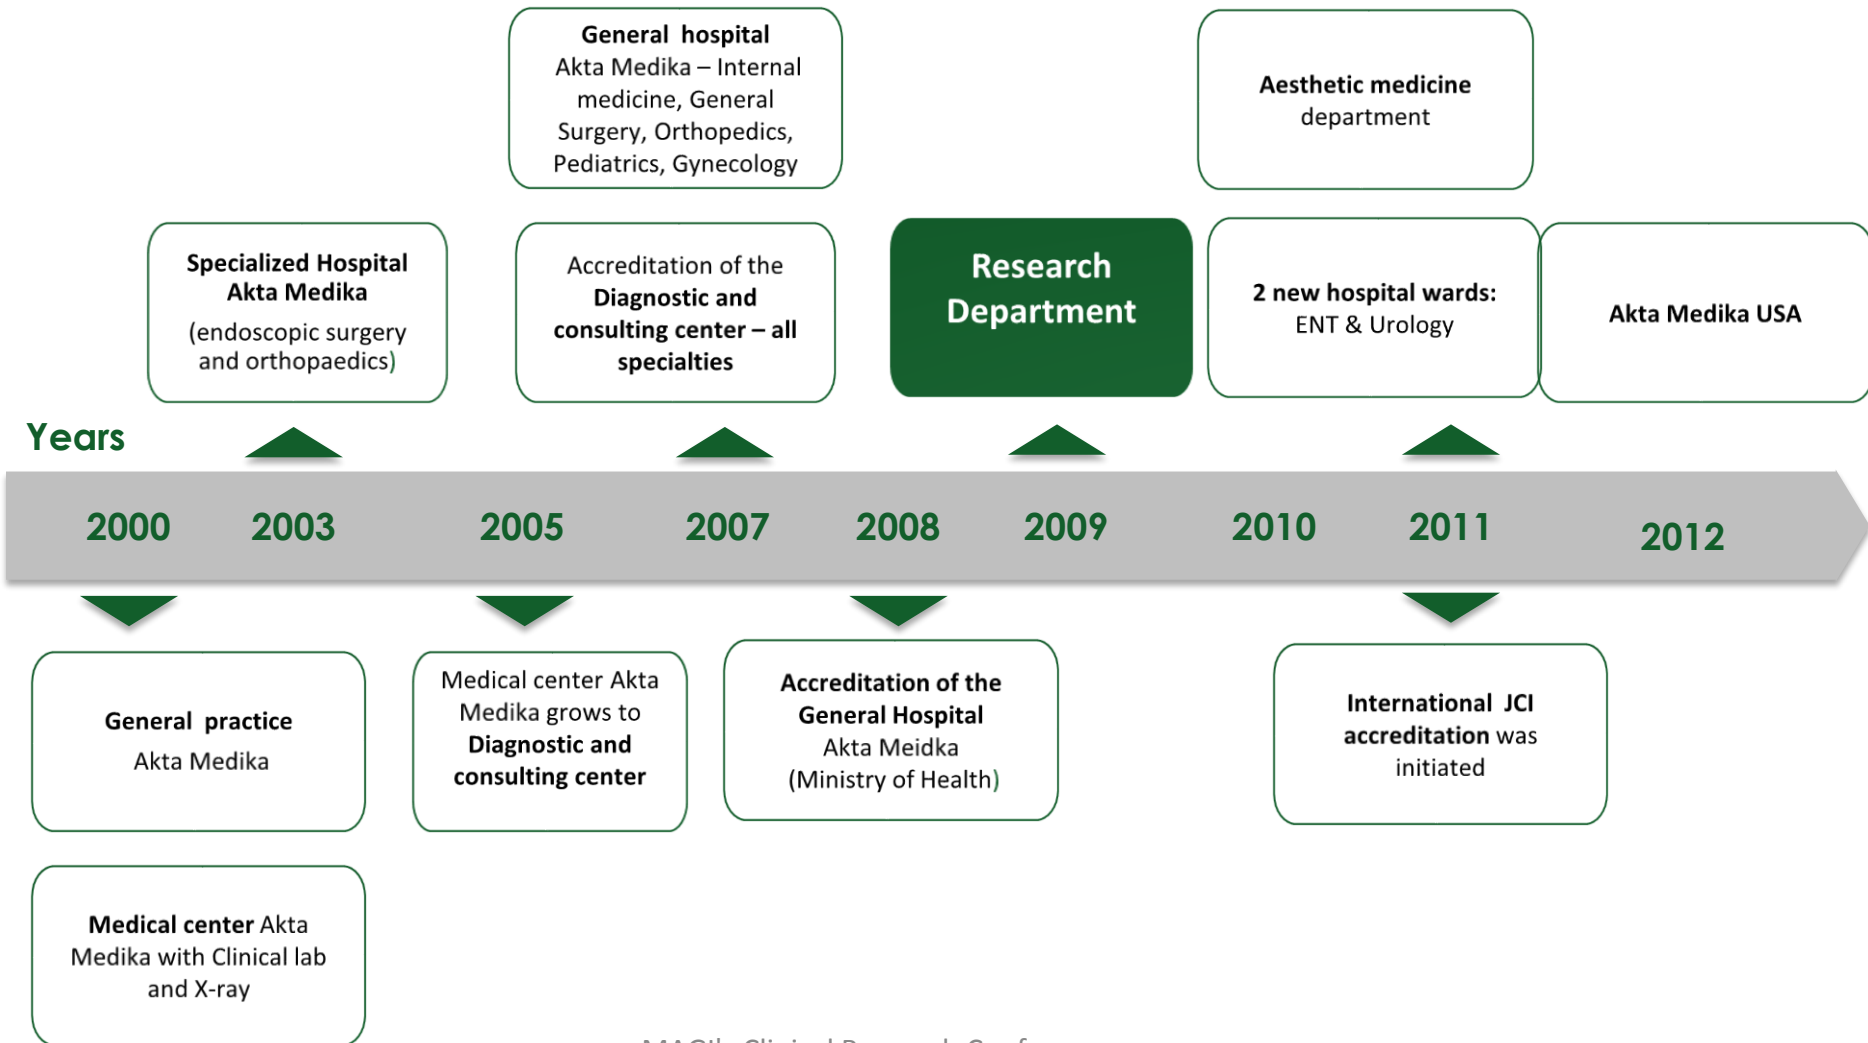 General hospital
Akta Medika – Internal
medicine, General
Surgery, Orthopedics,
Pediatrics, Gynecology
Aesthetic medicine
department
Specialized Hospital
Akta Medika
(endoscopic surgery
and orthopaedics)
Accreditation of the
Diagnostic and
consulting center – all
specialties
Research
Department
2 new hospital wards:
ENT & Urology
Akta Medika USA
Years
2000 2003 2005 2007 2008 2009 2010 2011 2012
General practice
Akta Medika
Medical center Akta
Medika grows to
Diagnostic and
consulting center
Accreditation of the
General Hospital
Akta Meidka
(Ministry of Health)
International JCI
accreditation was
initiated
Medical center Akta
Medika with Clinical lab
and X-ray
Clinical Research